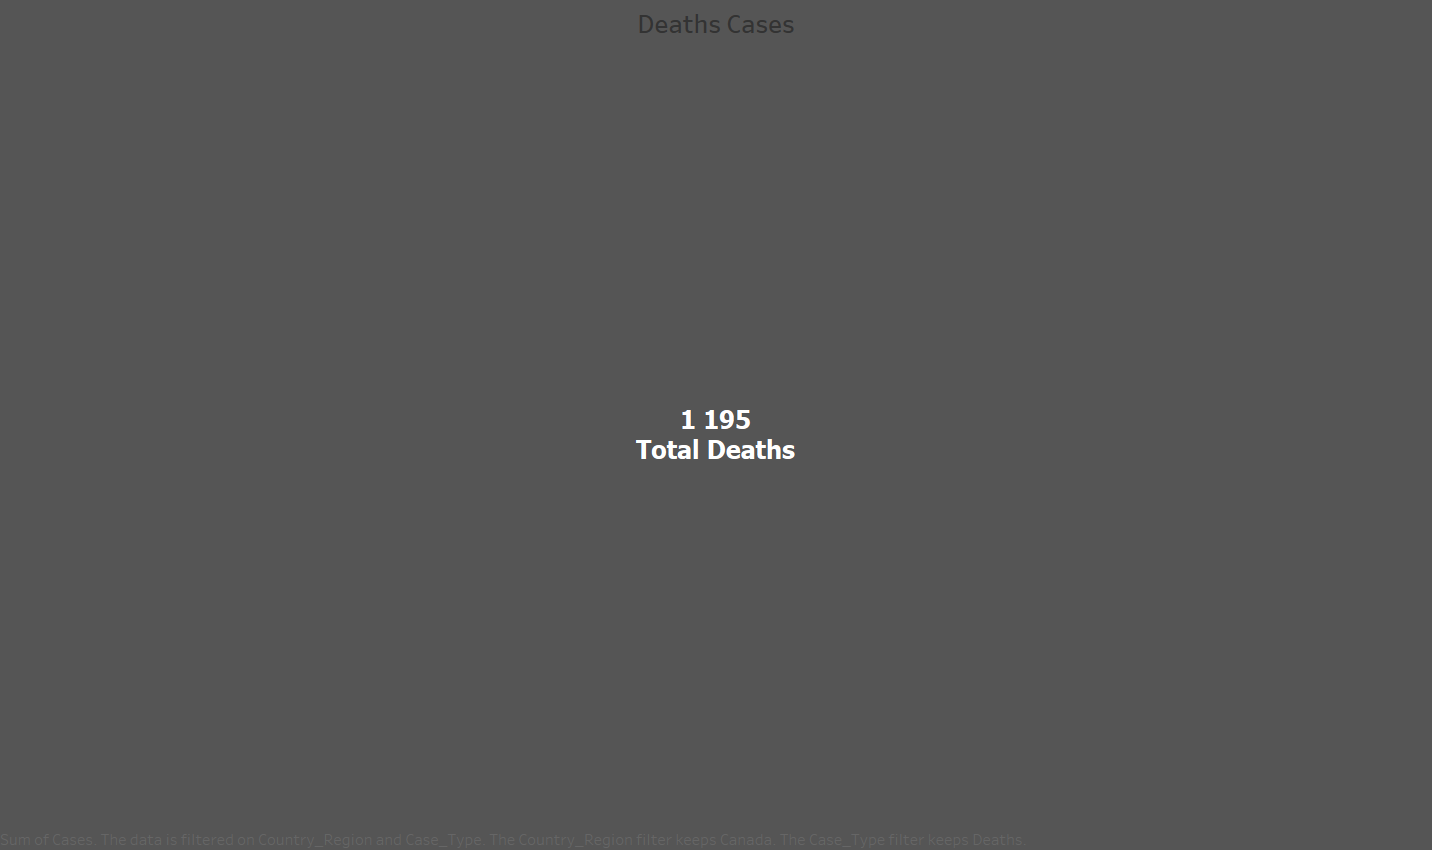 Deaths Cases
1 195
Total Deaths
Sum of Cases. The data is filtered on Country_Region and Case_Type. The Country_Region filter keeps Canada. The Case_Type filter keeps Deaths.